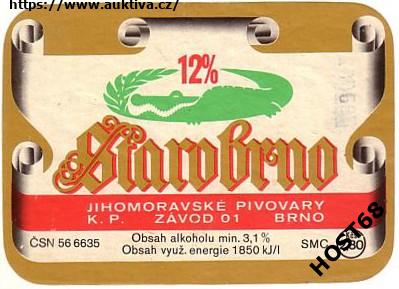 https://www.auktiva.cz/
12%
Starobrno
JIHOMORAVSKÉ PIVOVARY
K. P. ZÁVOD 01 BRNO
ČSN 56 6635
Obsah alkoholu min. 3,1 %
Obsah využ. energie 1850 kJ/l
SMC
80
HOST68